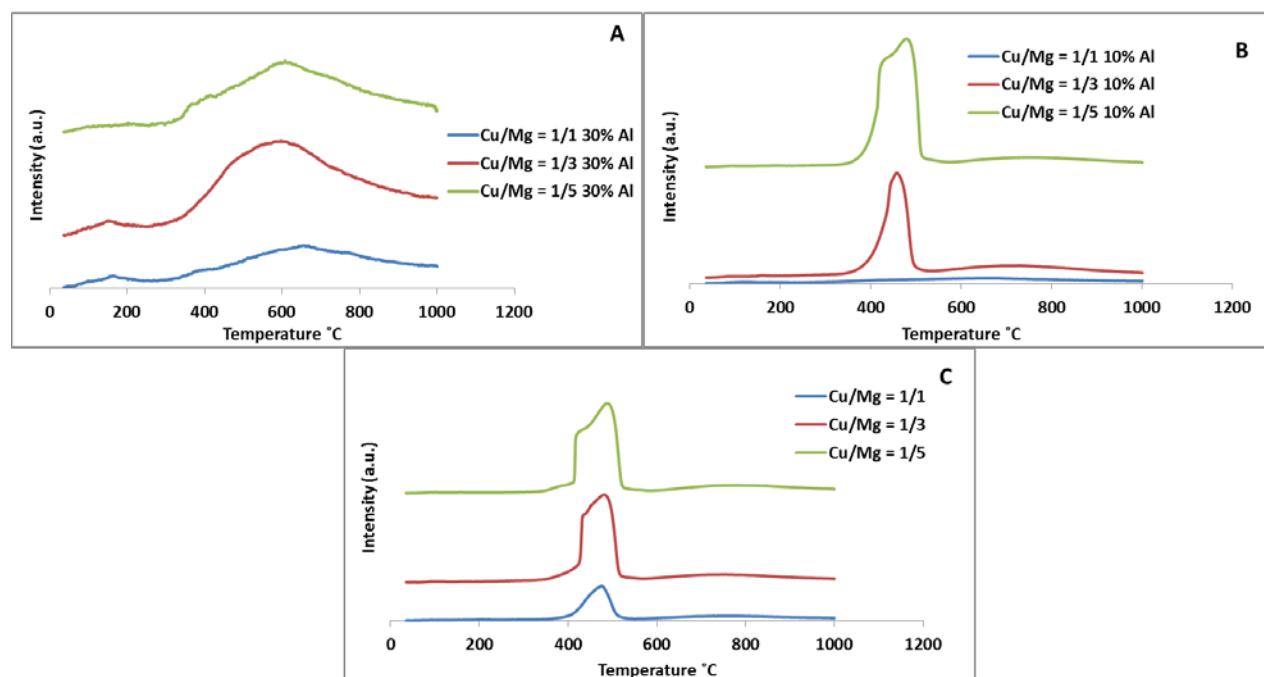 A
Intensity (a.u.)
Cu/Mg = 1/1 30% Al
Cu/Mg = 1/3 30% Al
Cu/Mg = 1/5 30% Al
0 200 400 600 800 1000 1200
Temperature ˚C
B
Intensity (a.u.)
Cu/Mg = 1/1 10% Al
Cu/Mg = 1/3 10% Al
Cu/Mg = 1/5 10% Al
0 200 400 600 800 1000 1200
Temperature ˚C
C
Intensity (a.u.)
Cu/Mg = 1/1
Cu/Mg = 1/3
Cu/Mg = 1/5
0 200 400 600 800 1000 1200
Temperature ˚C